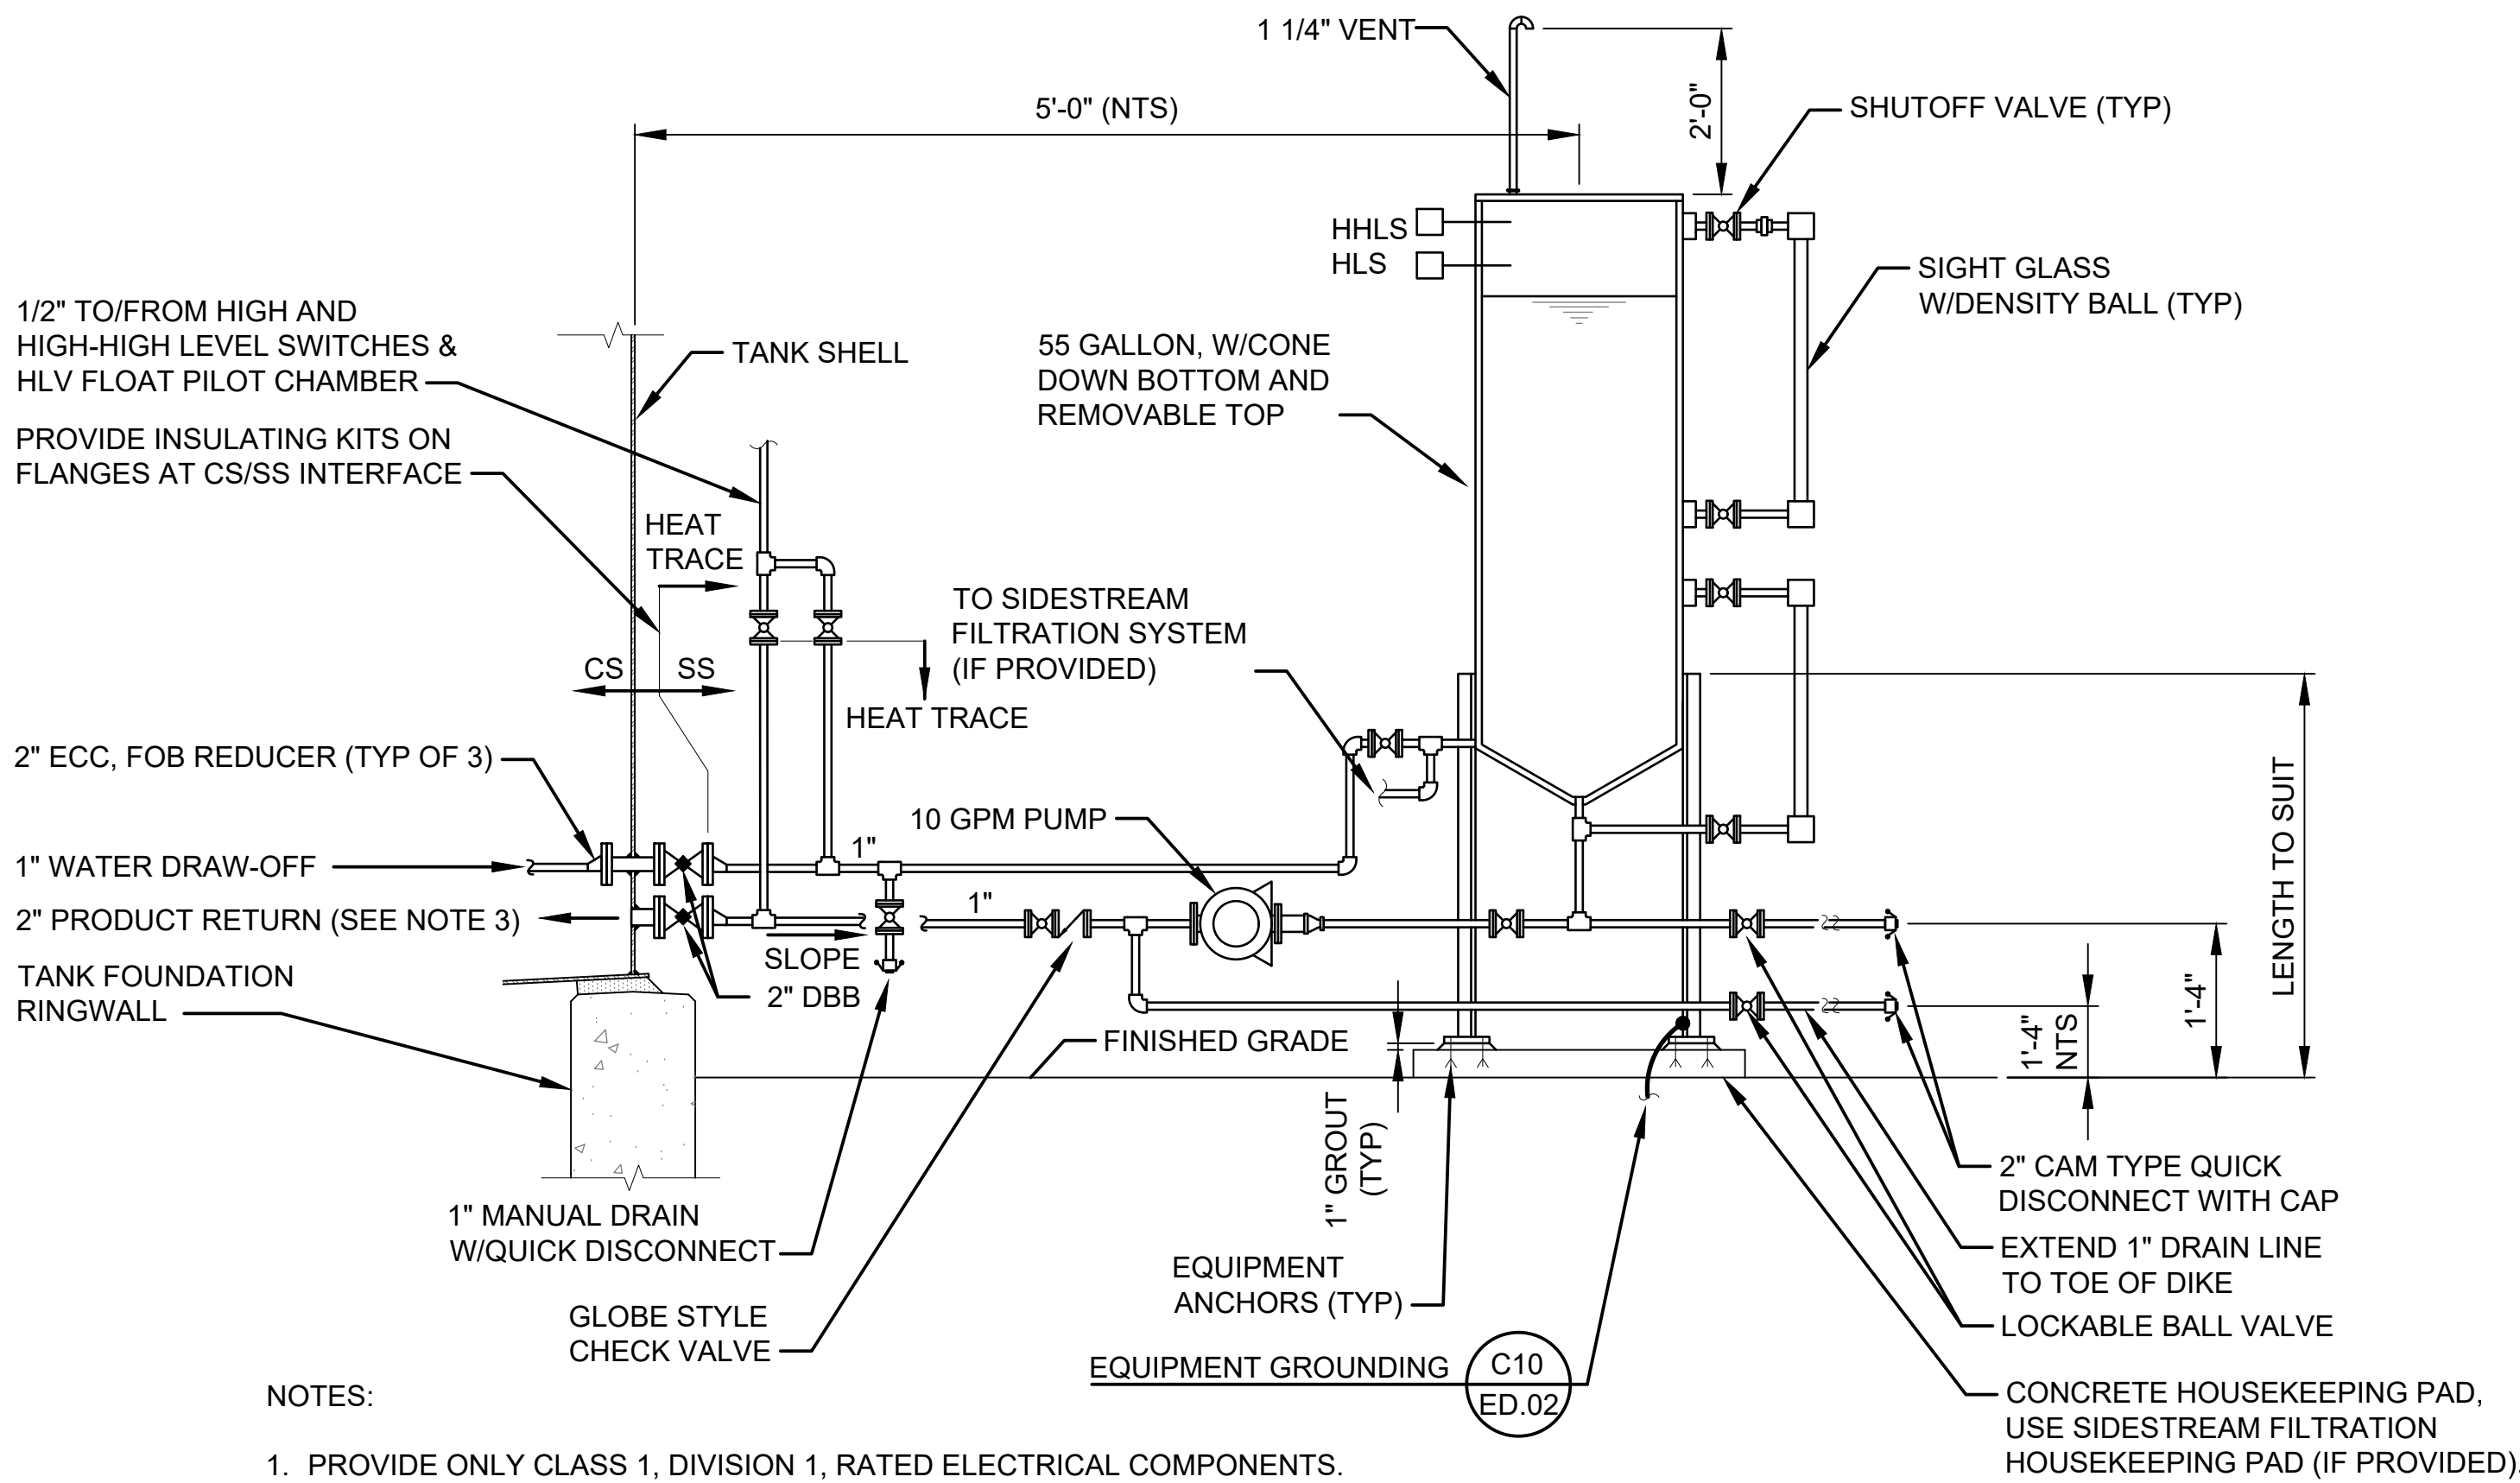 1 1/4" VENT
5'-0" (NTS)
2'-0"
SHUTOFF VALVE (TYP)
HHLS
HLS
SIGHT GLASS
W/DENSITY BALL (TYP)
1/2" TO/FROM HIGH AND
HIGH-HIGH LEVEL SWITCHES &
HLV FLOAT PILOT CHAMBER
TANK SHELL
55 GALLON, W/CONE
DOWN BOTTOM AND
REMOVABLE TOP
PROVIDE INSULATING KITS ON
FLANGES AT CS/SS INTERFACE
HEAT
TRACE
TO SIDESTREAM
FILTRATION SYSTEM
(IF PROVIDED)
CS
SS
HEAT TRACE
2" ECC, FOB REDUCER (TYP OF 3)
10 GPM PUMP
LENGTH TO SUIT
1" WATER DRAW-OFF
1"
2" PRODUCT RETURN (SEE NOTE 3)
1"
SLOPE
2" DBB
TANK FOUNDATION
RINGWALL
FINISHED GRADE
1'-4"
NTS
1'-4"
1" GROUT
(TYP)
2" CAM TYPE QUICK
DISCONNECT WITH CAP
1" MANUAL DRAIN
W/QUICK DISCONNECT
EXTEND 1" DRAIN LINE
TO TOE OF DIKE
EQUIPMENT
ANCHORS (TYP)
LOCKABLE BALL VALVE
GLOBE STYLE
CHECK VALVE
EQUIPMENT GROUNDING
C10
ED.02
CONCRETE HOUSEKEEPING PAD,
USE SIDESTREAM FILTRATION
HOUSEKEEPING PAD (IF PROVIDED)
NOTES:
1. PROVIDE ONLY CLASS 1, DIVISION 1, RATED ELECTRICAL COMPONENTS.